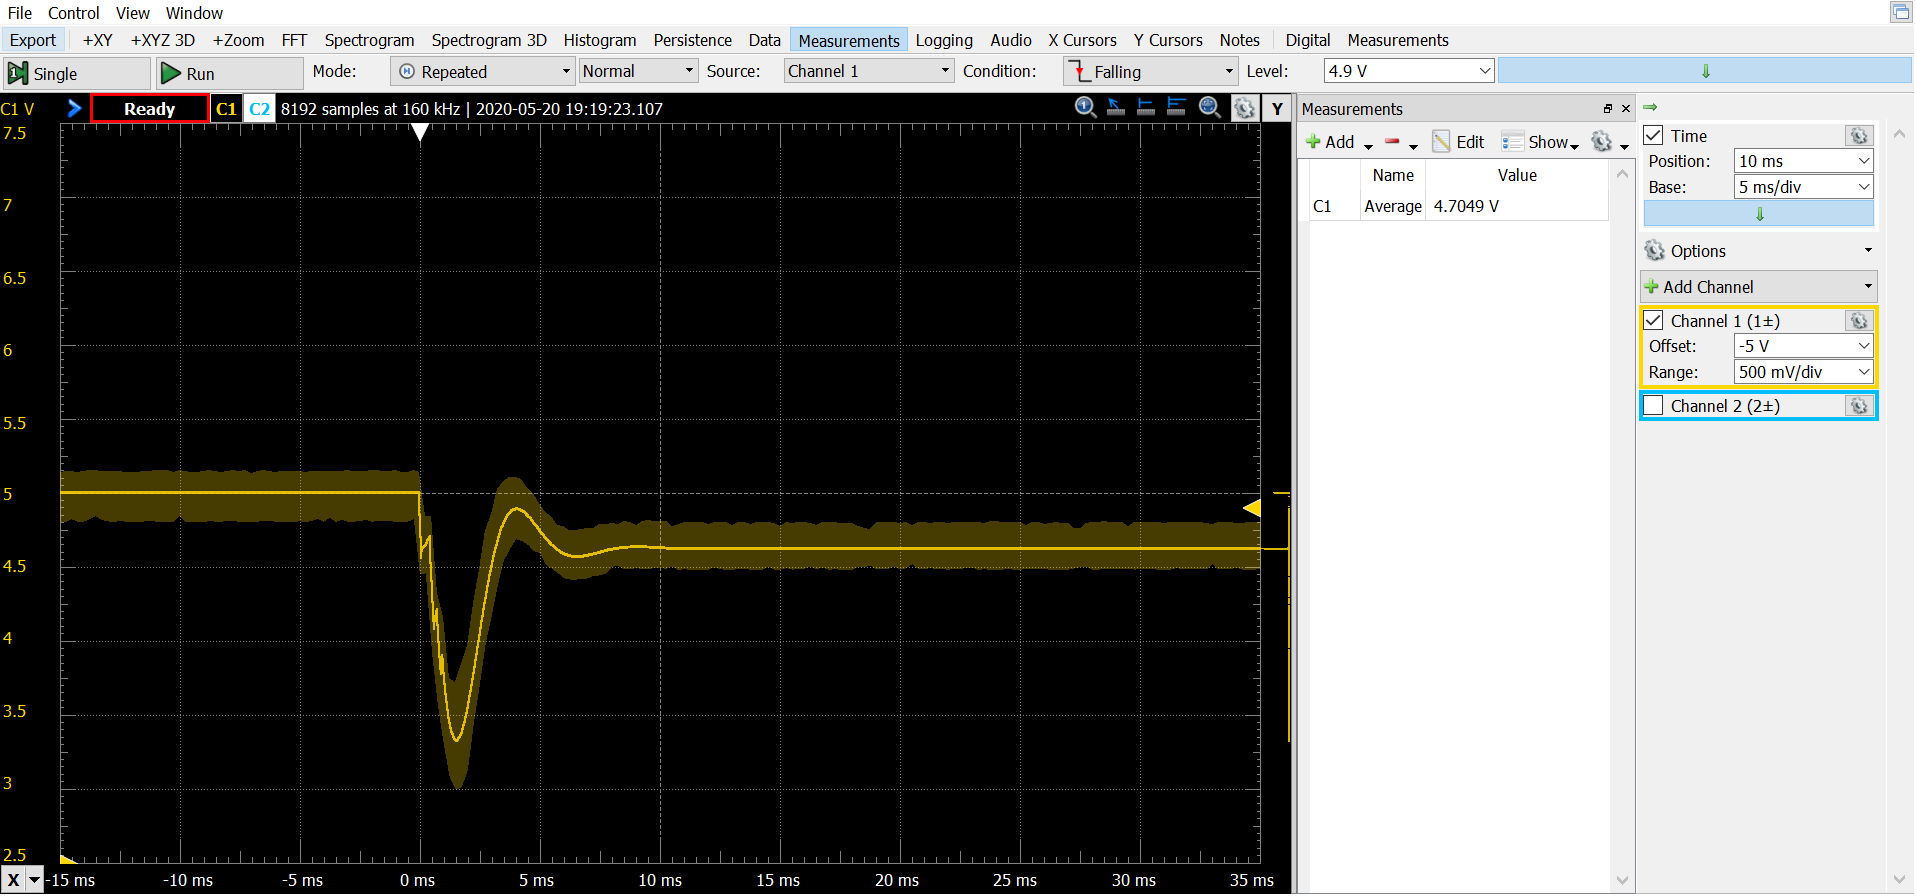 File Control View Window
Export +XY +XYZ 3D +Zoom FFT Spectrogram Spectrogram 3D Histogram Persistence Data Measurements Logging Audio X Cursors Y Cursors Notes Digital Measurements
1 Single Run Mode: Repeated Normal Source: Channel 1 Condition: Falling Level: 4.9 V
C1 V Ready C1 C2 8192 samples at 160 kHz | 2020-05-20 19:19:23.107 Y
7.5
7
6.5
6
5.5
5
4.5
4
3.5
3
2.5
X -15 ms -10 ms -5 ms 0 ms 5 ms 10 ms 15 ms 20 ms 25 ms 30 ms 35 ms
Measurements
Add Edit Show
Name Value
C1 Average 4.7049 V
Time
Position: 10 ms
Base: 5 ms/div
Options
Add Channel
Channel 1 (1±)
Offset: -5 V
Range: 500 mV/div
Channel 2 (2±)